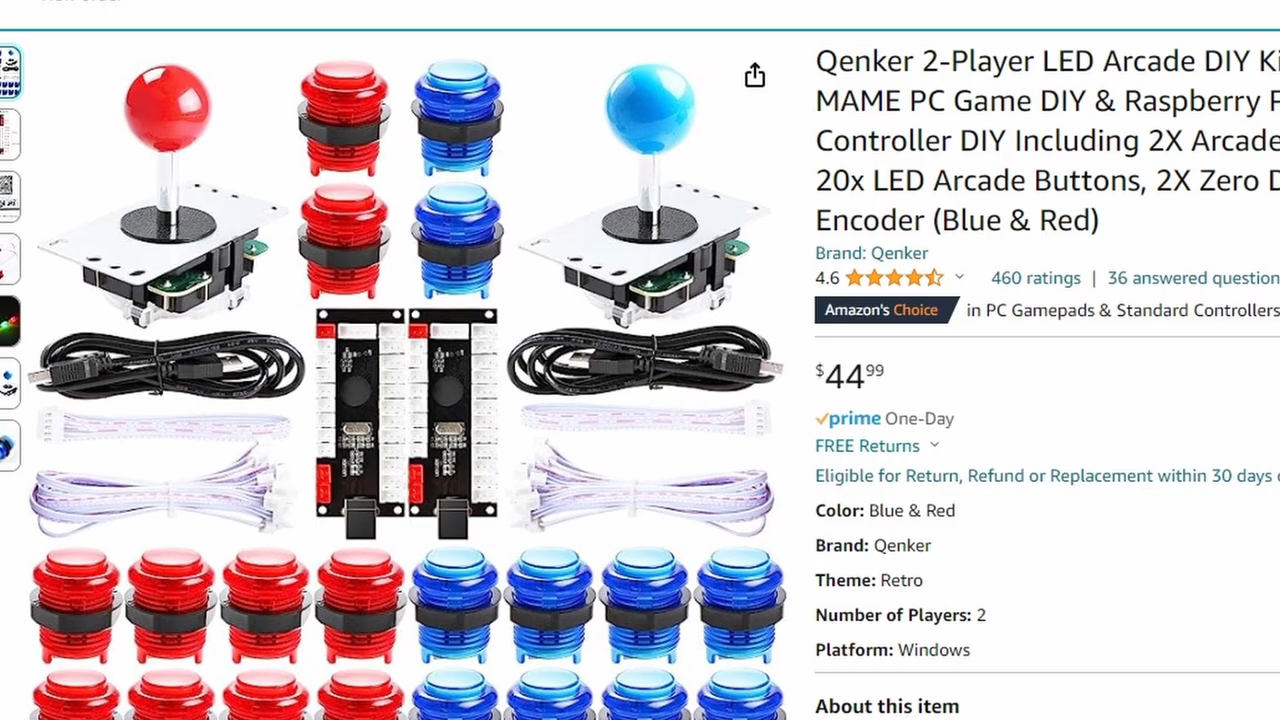 Qenker 2-Player LED Arcade DIY
MAME PC Game DIY & Raspberry
Controller DIY Including 2X Arcade
20x LED Arcade Buttons, 2X Zero
Encoder (Blue & Red)
Brand: Qenker
4.6 460 ratings | 36 answered question
Amazon's Choice in PC Gamepads & Standard Controllers
$44 99
prime One-Day
FREE Returns
Eligible for Return, Refund or Replacement within 30 days
Color: Blue & Red
Brand: Qenker
Theme: Retro
Number of Players: 2
Platform: Windows
About this item